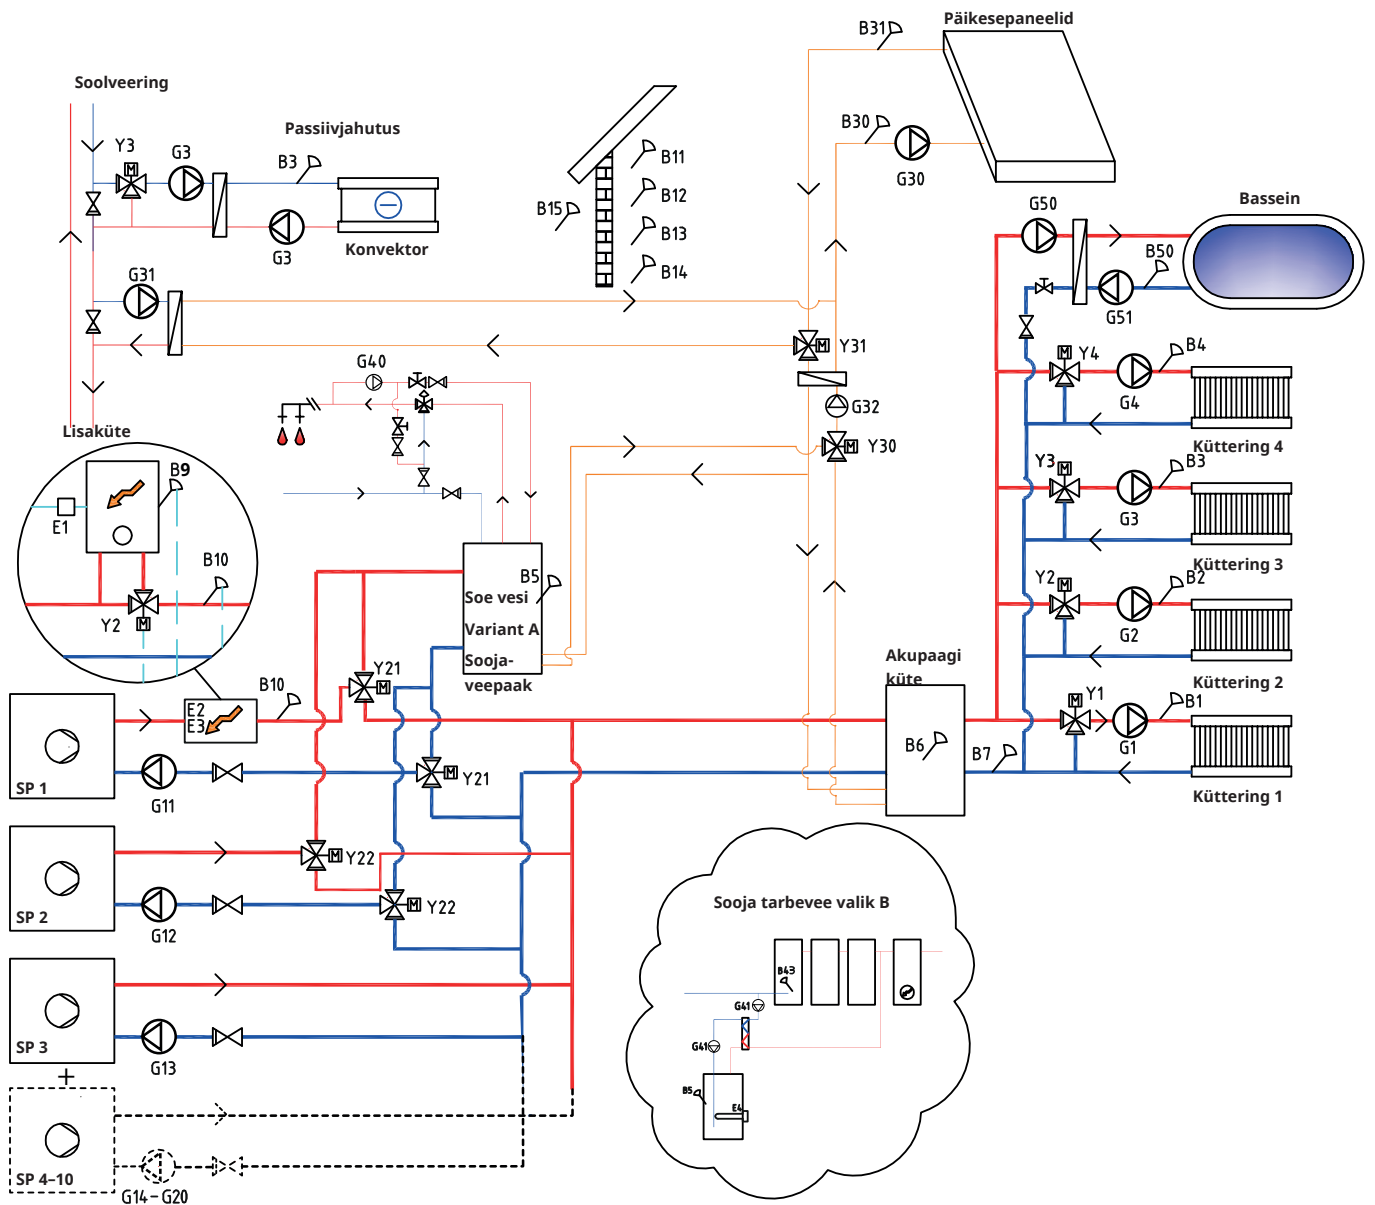 Päikesepaneelid
B31
Soolveering
B30
G30
Passiivjahutus
Y3
G3
B3
B11
B12
B15
B13
B14
Konvektor
G3
G31
Bassein
G50
B50
G51
Y31
G40
G32
Y30
Y4
B4
G4
Küttering 4
Lisaküte
B9
E1
B10
Y2
Y3
B3
G3
Küttering 3
B5
Soe vesi
Variant A
Sooja-
veepaak
Y2
B2
G2
Küttering 2
Akupaagi
küte
Y21
M
B10
E2
E3
SP 1
G11
Y21
B6
B7
Y1
B1
G1
Küttering 1
Y22
SP 2
G12
Y22
Sooja tarbevee valik B
B43
G41
G41
B5
E4
SP 3
G13
+
SP 4–10
G14–G20